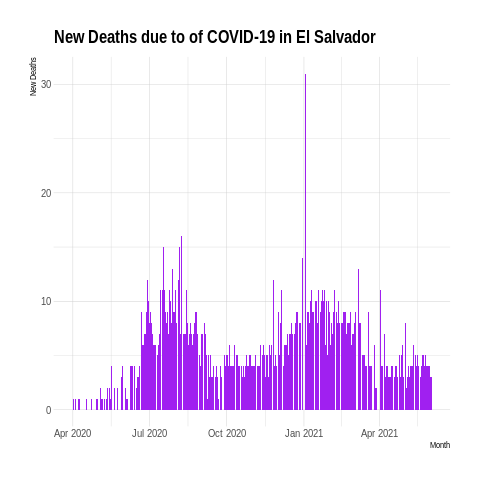 New Deaths due to of COVID-19 in El Salvador
New Deaths
30
20
10
0
Apr 2020 Jul 2020 Oct 2020 Jan 2021 Apr 2021
Month